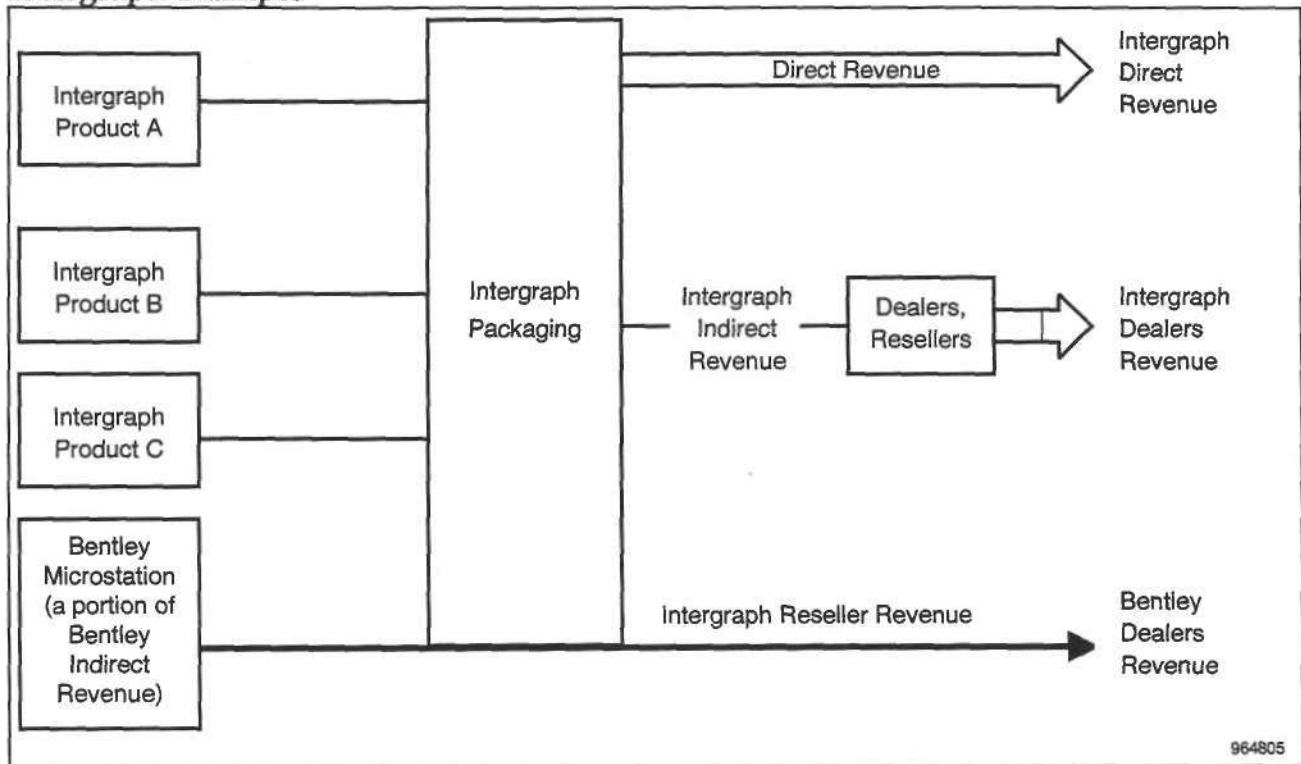 Intergraph
Product A
Intergraph
Product B
Intergraph
Product C
Bentley
Microstation
(a portion of
Bentley
Indirect
Revenue)
Intergraph
Packaging
Direct Revenue
Intergraph
Direct
Revenue
Intergraph
Indirect
Revenue
Dealers,
Resellers
Intergraph
Dealers
Revenue
Intergraph Reseller Revenue
Bentley
Dealers
Revenue
964805